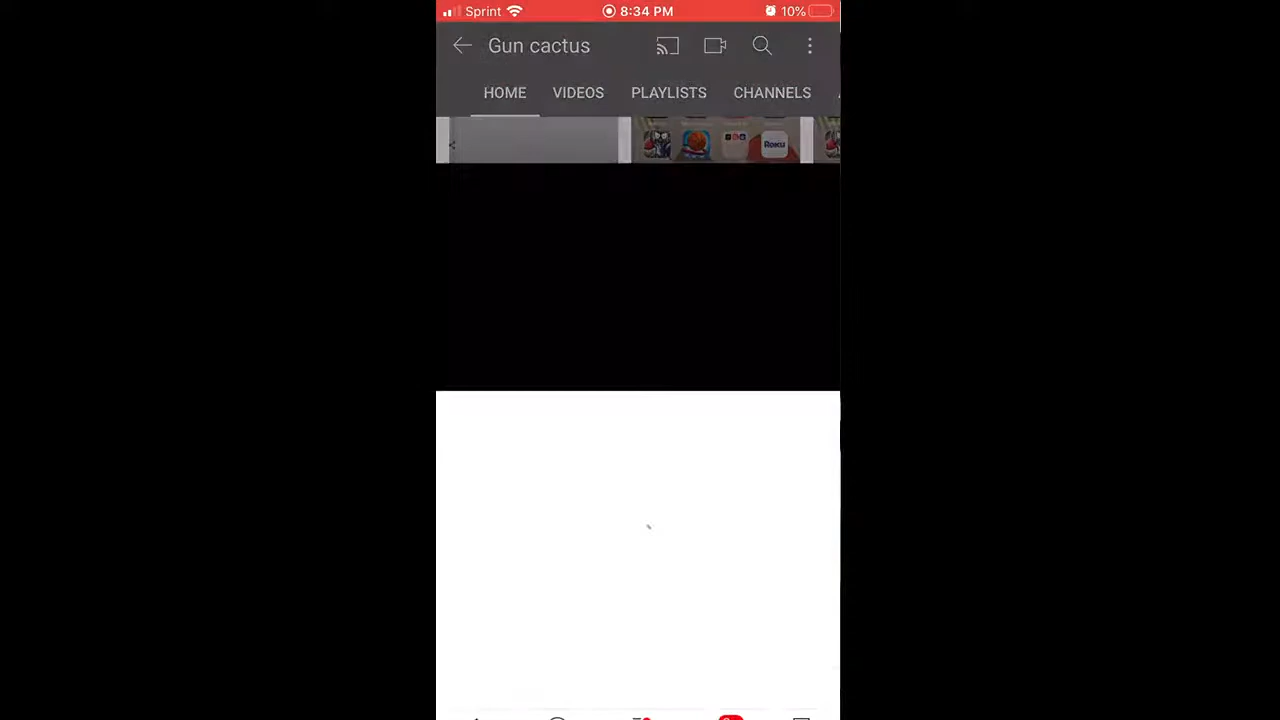 Sprint 8:34 PM 10%
Gun cactus
HOME VIDEOS PLAYLISTS CHANNELS
ROKU